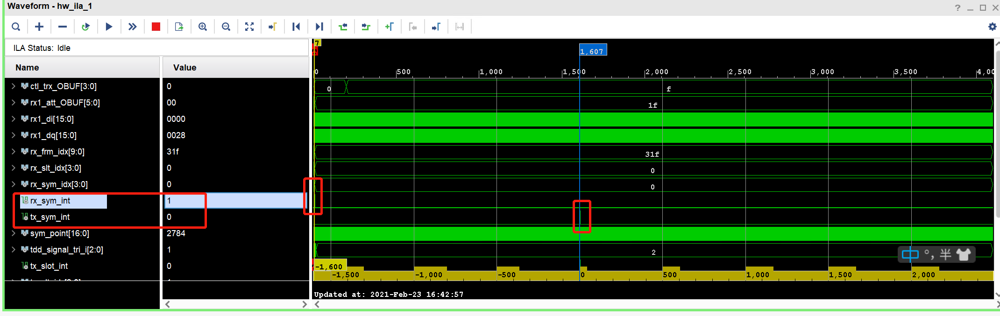 Waveform - hw_ila_1
ILA Status: Idle
Name Value
7
1,607
0 500 1,000 1,500 2,000 2,500 3,000 3,500 4,00
ctl_trx_OBUF[3:0] 0 0 f
rx1_att_OBUF[5:0] 00 1f
rx1_di[15:0] 0000
rx1_dq[15:0] 0028
rx_frm_idx[9:0] 31f 31f
rx_slt_idx[3:0] 0 0
rx_sym_idx[3:0] 0 0
rx_sym_int 1
tx_sym_int 0
sym_point[16:0] 2784
tdd_signal_tri_i[2:0] 1 2
中 °, 半
tx_slot_int 0
-1,600
-1,500 -1,000 -500 0 500 1,000 1,500 2,000
Updated at: 2021-Feb-23 16:42:57